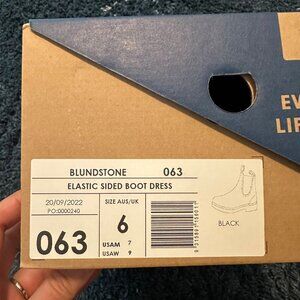 EV
LIF
BLUNDSTONE 063
ELASTIC SIDED BOOT DRESS
20/09/2022
PO:0000240
063
SIZE AUS/UK
6
USAM 7
USAW 9
BLACK